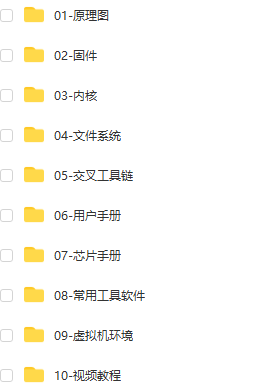 01-原理图
02-固件
03-内核
04-文件系统
05-交叉工具链
06-用户手册
07-芯片手册
08-常用工具软件
09-虚拟机环境
10-视频教程